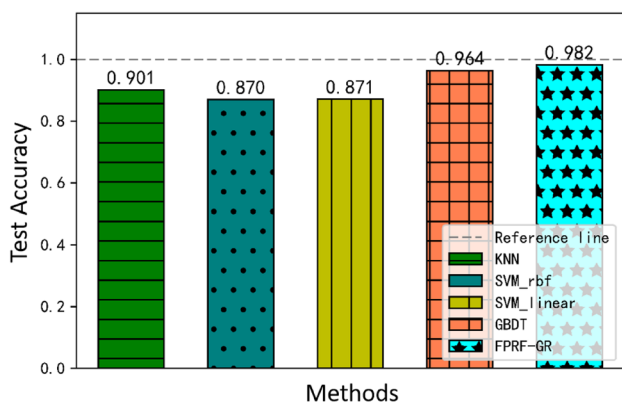 1.0
0.8
0.6
0.4
0.2
0.0
Test Accuracy
0.901
0.870
0.871
0.964
0.982
Reference line
KNN
SVM_rbf
SVM_linear
GBDT
FPRF-GR
Methods